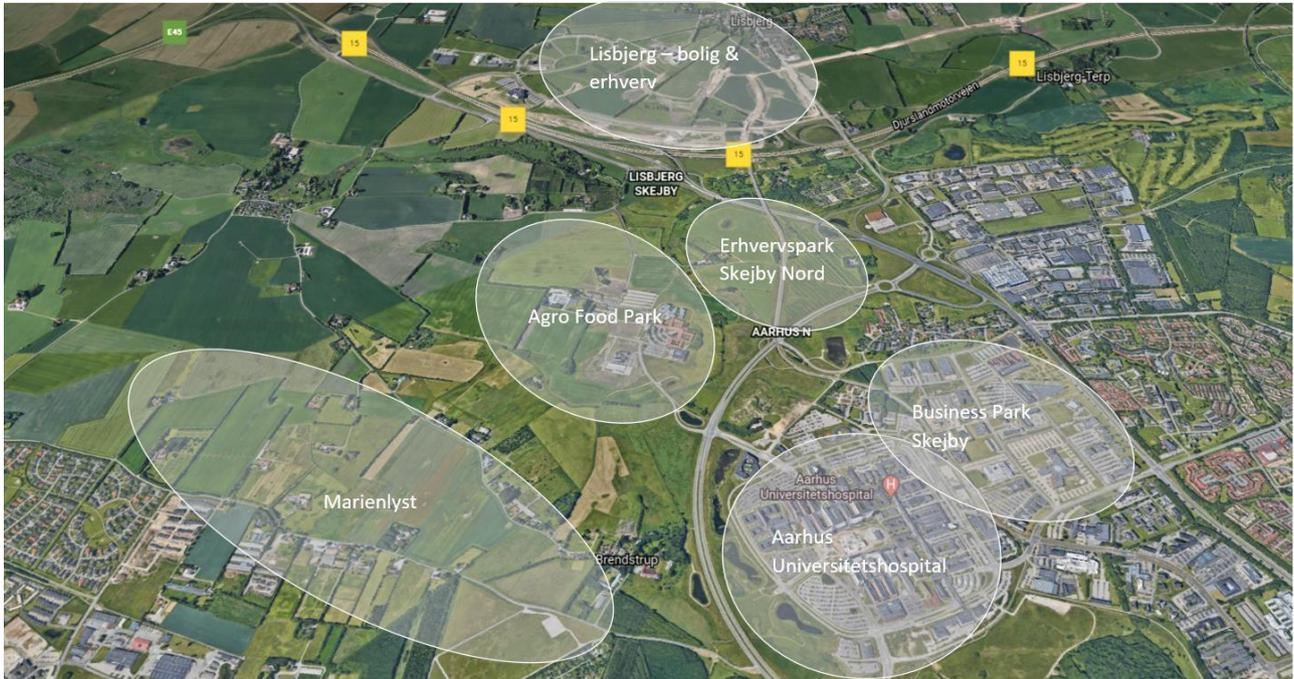 E45
15
Lisbjerg
Lisbjerg – bolig &
erhverv
15
Lisbjerg-Terp
Djurslandmotorvejen
15
15
LISBJERG
SKEJBY
Erhvervspark
Skejby Nord
Agro Food Park
AARHUS N
Business Park
Skejby
Marienlyst
Aarhus
Universitetshospital
H
Aarhus
Universitetshospital
Brendstrup